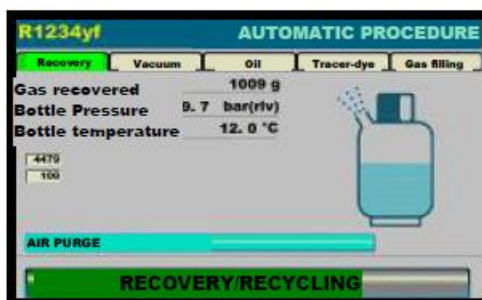 R1234yf AUTOMATIC PROCEDURE
Recovery Vacuum Oil Tracer-dye Gas filling
Gas recovered 1009 g
Bottle Pressure 9.7 bar(rlv)
Bottle temperature 12.0 °C
4479
100
AIR PURGE
RECOVERY/RECYCLING